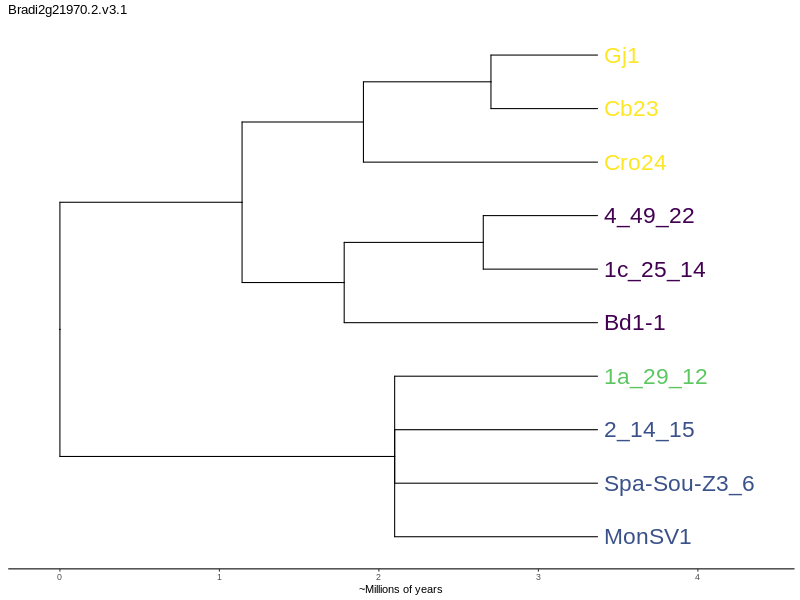 Bradi2g21970.2.v3.1
Gj1
Cb23
Cro24
4_49_22
1c_25_14
Bd1-1
1a_29_12
2_14_15
Spa-Sou-Z3_6
MonSV1
0 1 2 3 4
~Millions of years